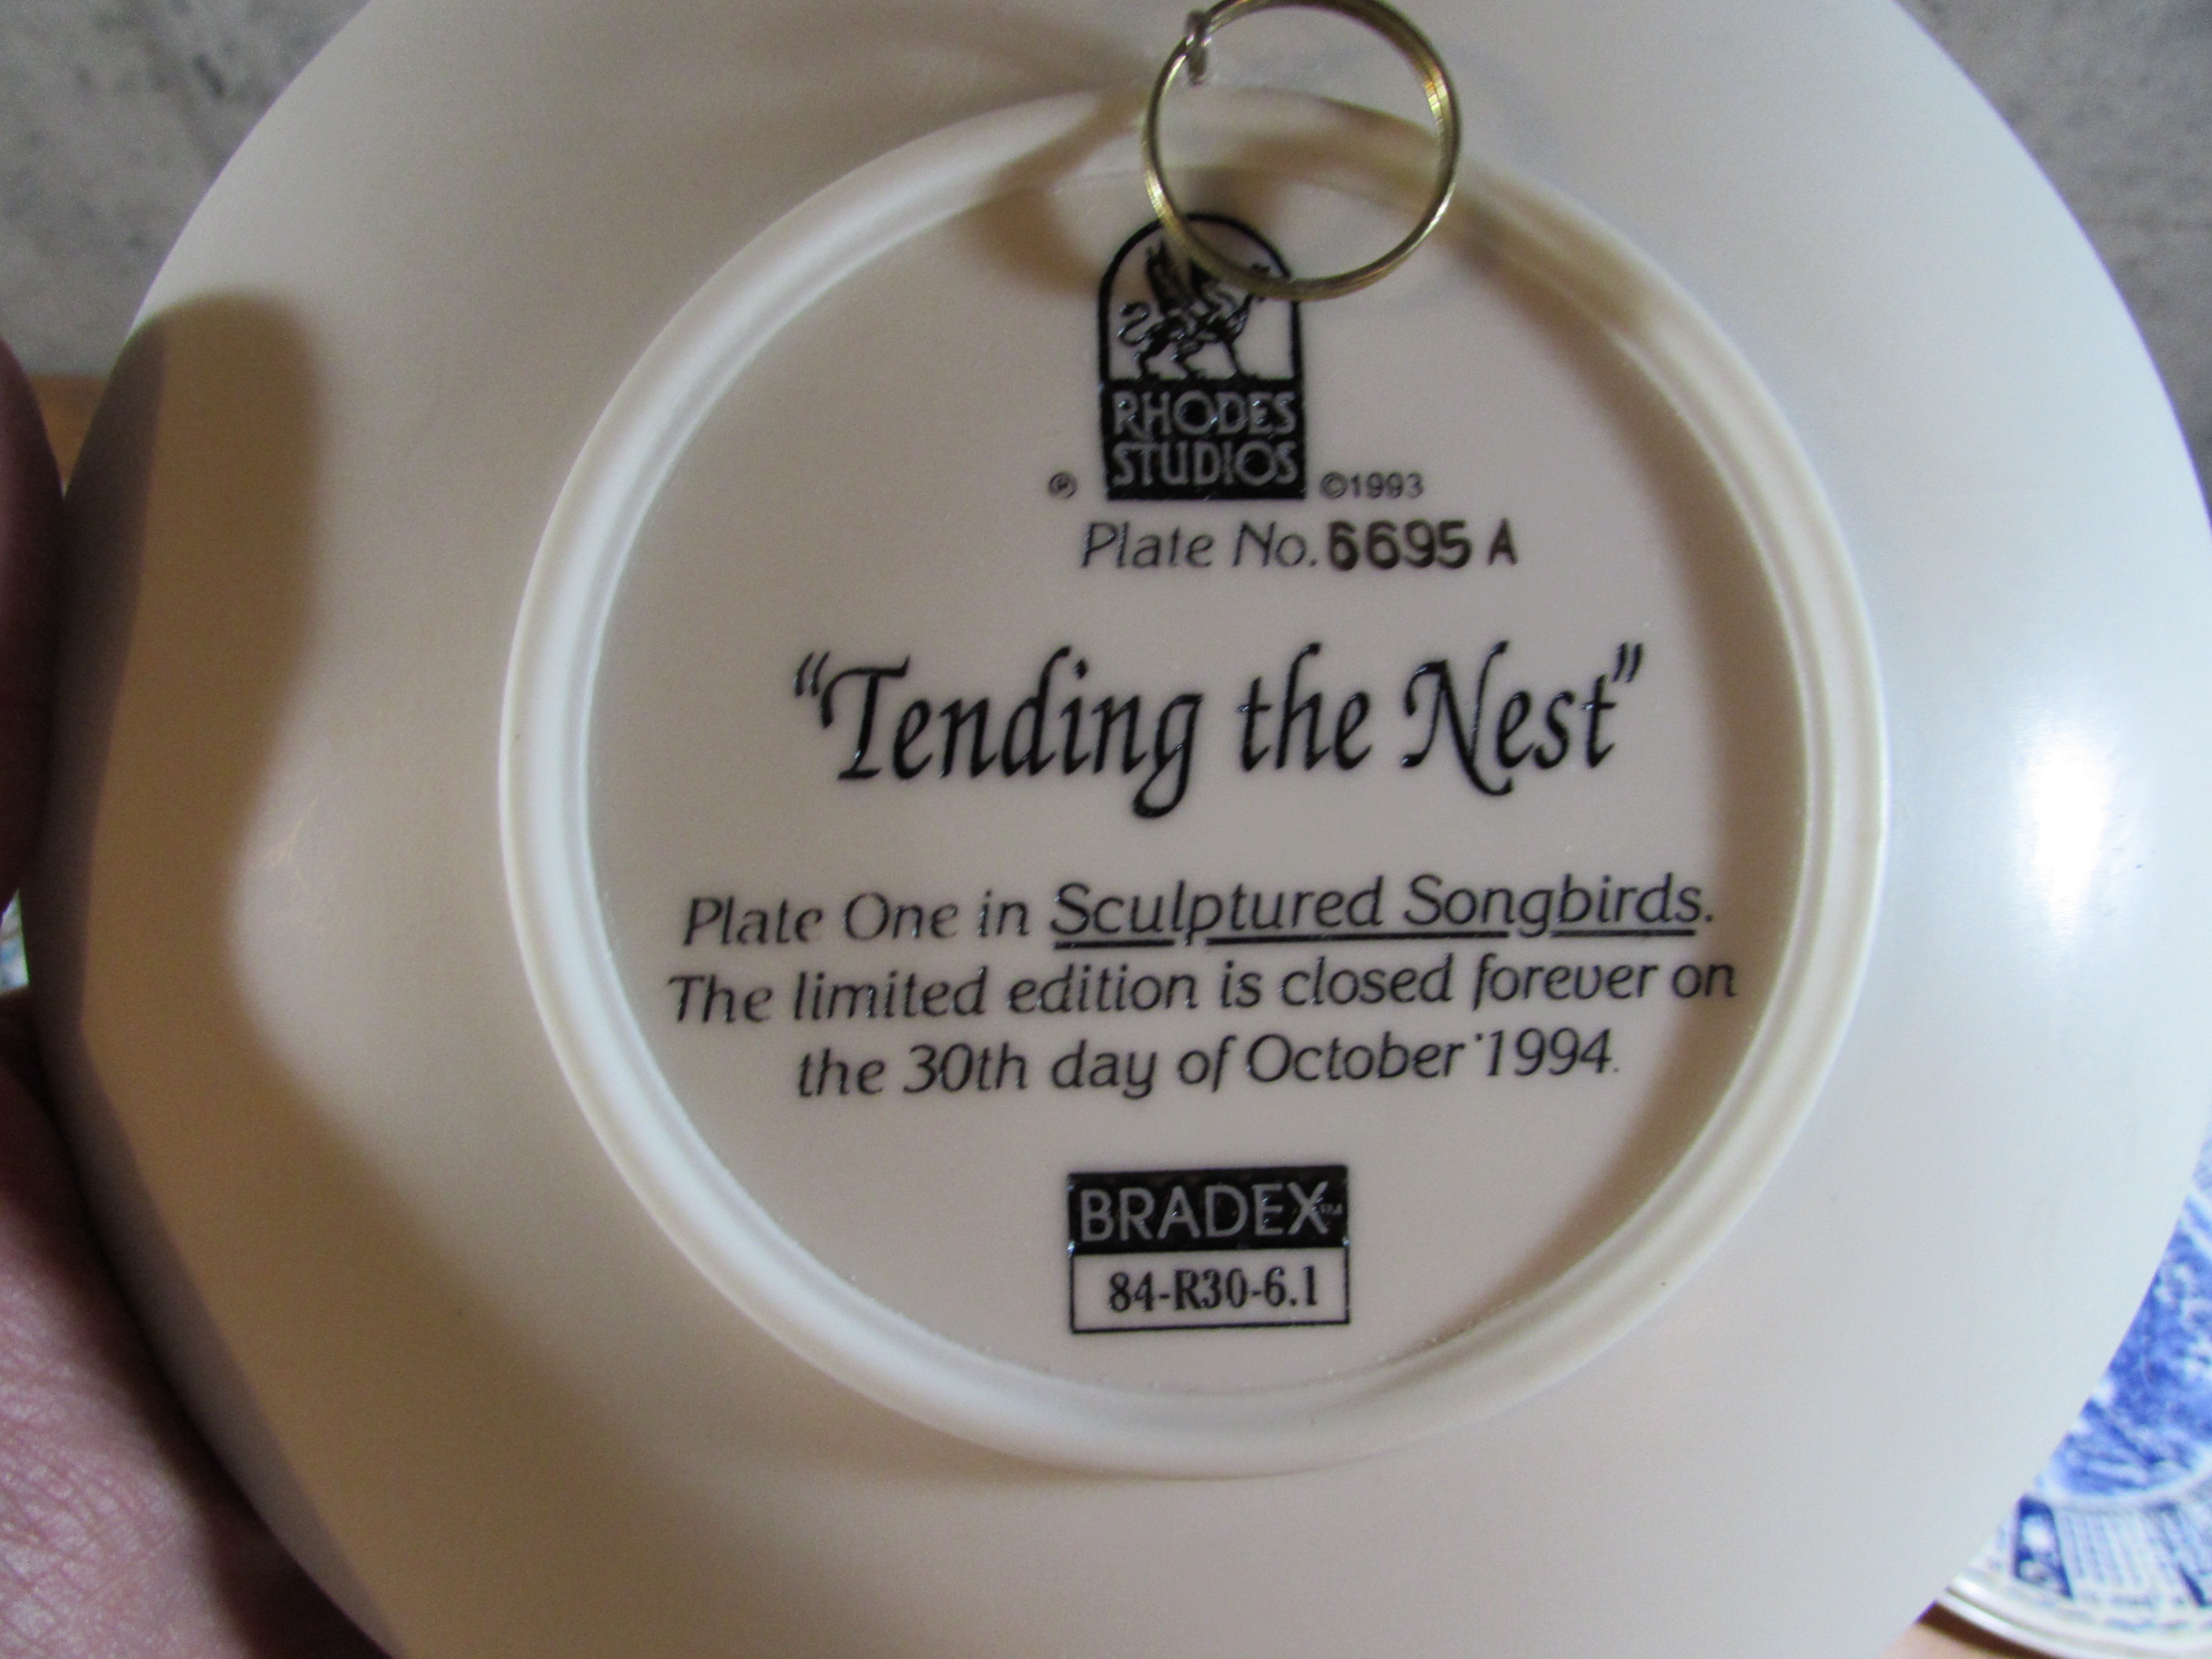 RHODES
STUDIOS
® ©1993
Plate No. 6695 A
“Tending the Nest”
Plate One in Sculptured Songbirds.
The limited edition is closed forever on
the 30th day of October 1994.
BRADEX™
84-R30-6.1